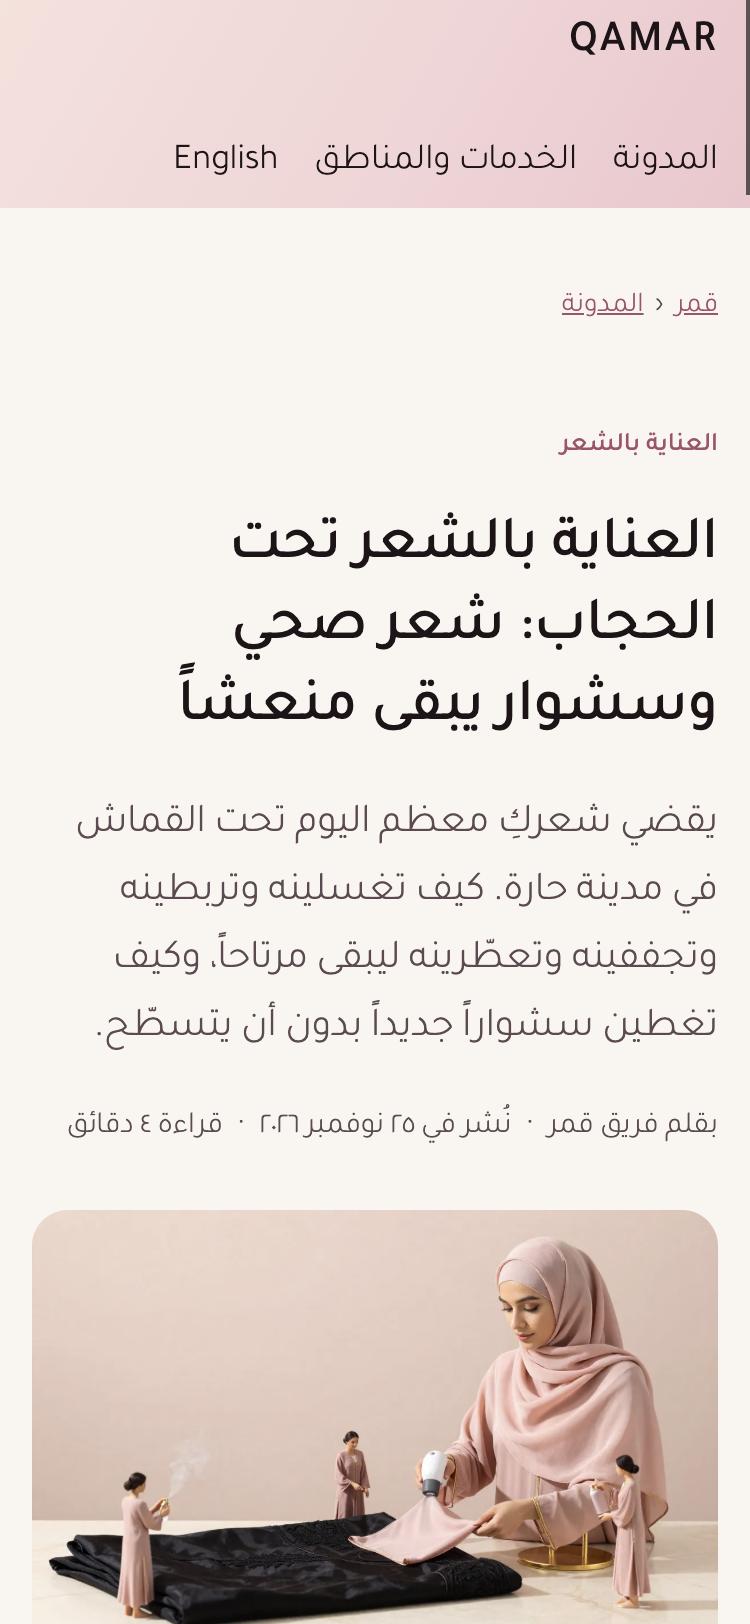 QAMAR
المدونة الخدمات والمناطق English
قمر › المدونة
العناية بالشعر
العناية بالشعر تحت
الحجاب: شعر صحي
وسشوار يبقى منعشاً
يقضي شعركِ معظم اليوم تحت القماش
في مدينة حارة. كيف تغسلينه وتربطينه
وتجففينه وتعطّرينه ليبقى مرتاحاً، وكيف
تغطين سشواراً جديداً بدون أن يتسطّح.
بقلم فريق قمر · نُشر في ٢٥ نوفمبر ٢٠٢٦ · قراءة ٤ دقائق